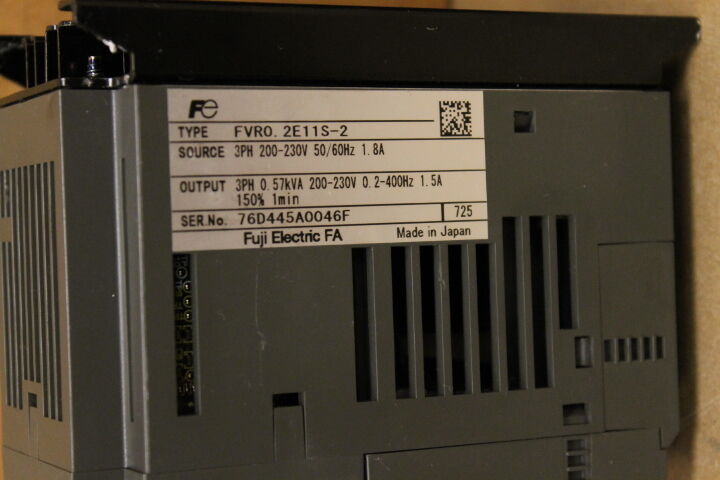 Fe
TYPE FVR0. 2E11S-2
SOURCE 3PH 200-230V 50/60Hz 1.8A
OUTPUT 3PH 0.57kVA 200-230V 0.2-400Hz 1.5A
150% 1min
SER.No. 76D445A0046F 725
Fuji Electric FA Made in Japan